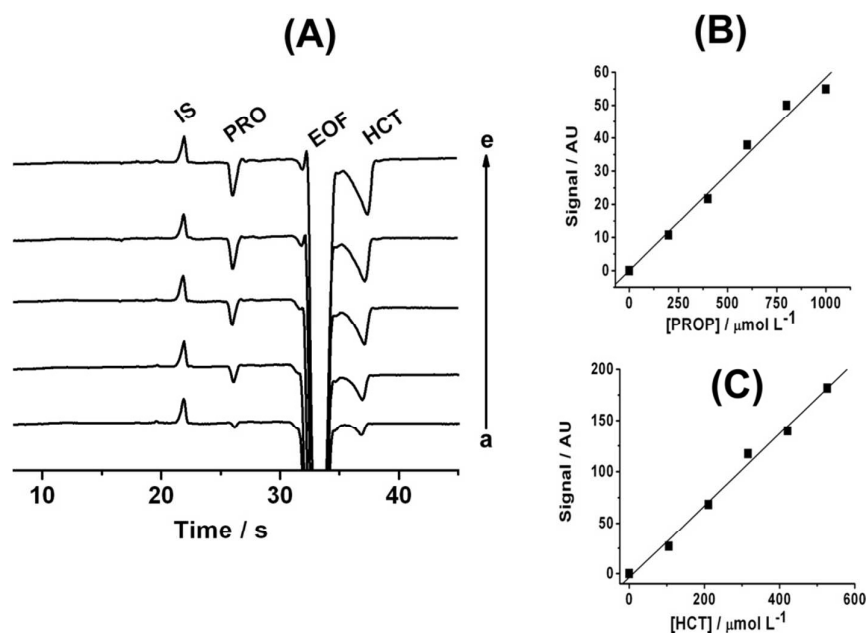 (A)
IS
PRO
EOF
HCT
e
a
10 20 30 40
Time / s
(B)
60
50
40
30
20
10
0
Signal / AU
0 250 500 750 1000
[PROP] / μmol L⁻¹
(C)
200
150
100
50
0
Signal / AU
0 200 400 600
[HCT] / μmol L⁻¹